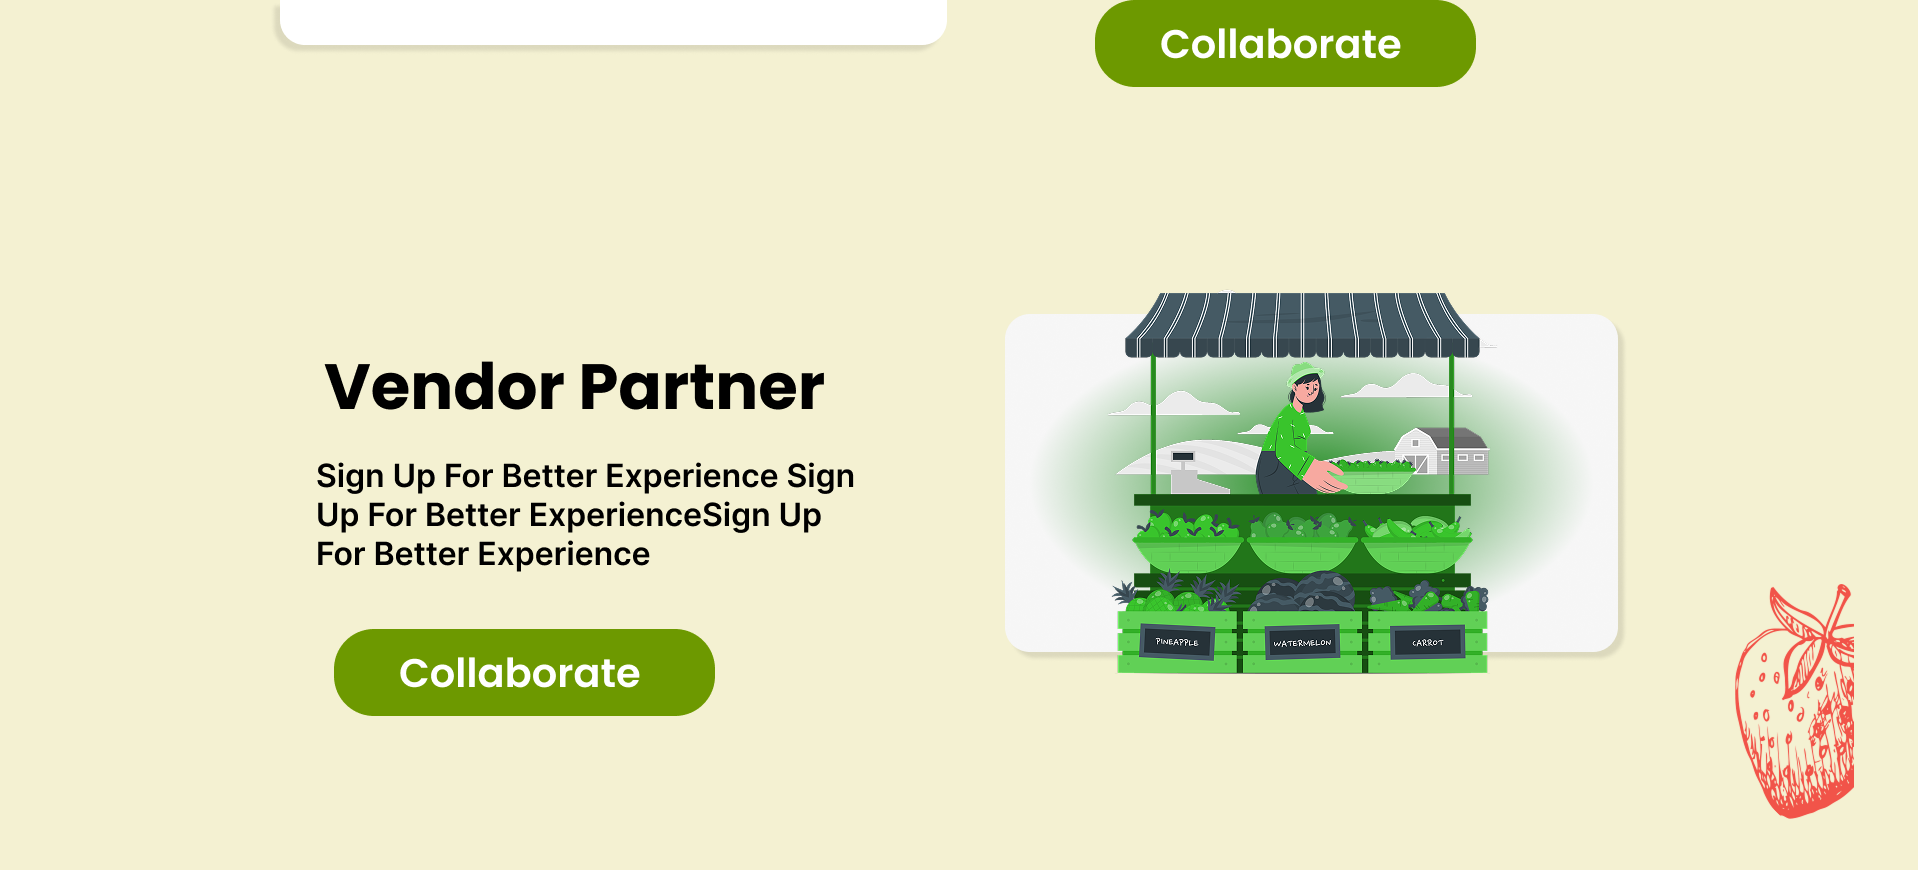 Collaborate
Vendor Partner
Sign Up For Better Experience Sign
Up For Better ExperienceSign Up
For Better Experience
Collaborate
PINEAPPLE
WATERMELON
CARROT